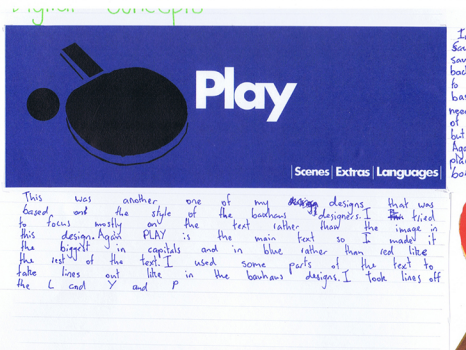 Digital Concepts
Play
Scenes | Extras | Languages
This was another one of my designs that was
based on the style of the bauhaus designers. I tried
to focus mostly on the text rather than the image in
this design. Again PLAY is the main text so I made it
the biggest in capitals and in blue rather than red like
the rest of the text. I used some parts of the text to
take lines out like in the bauhaus designs. I took lines off
the L and Y and P